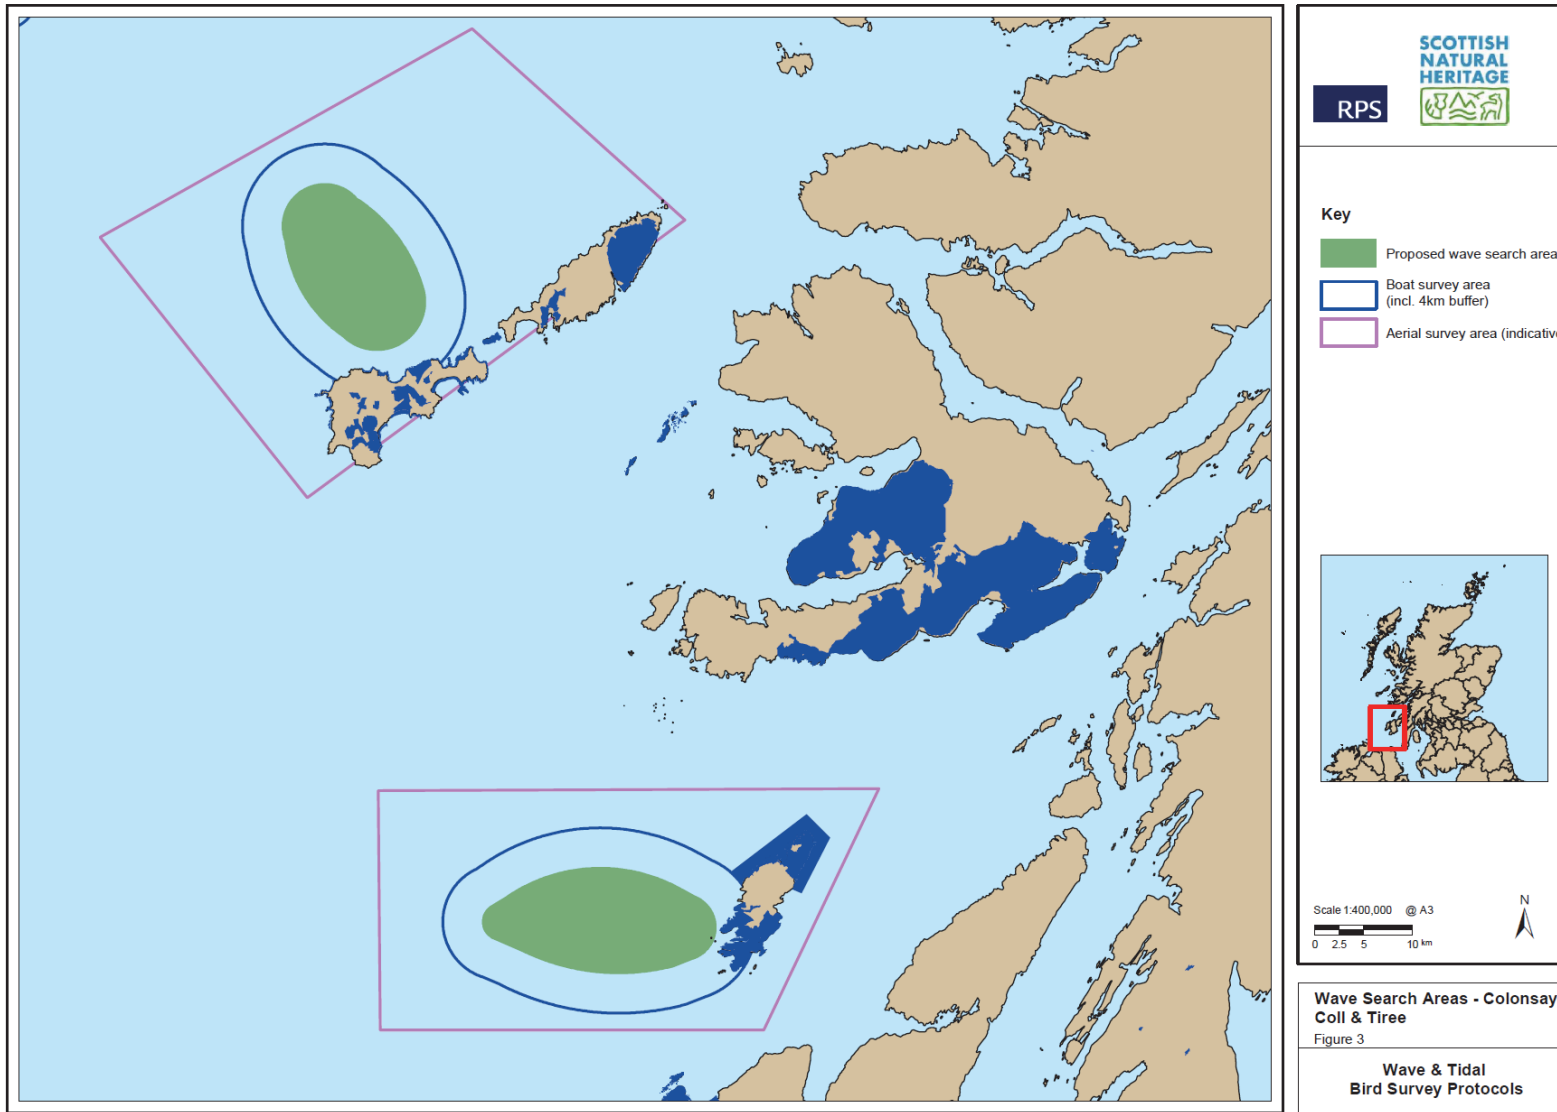 RPS
SCOTTISH
NATURAL
HERITAGE
Key
Proposed wave search area
Boat survey area
(incl. 4km buffer)
Aerial survey area (indicative
Scale 1:400,000 @ A3
0 2.5 5 10 km
N
Wave Search Areas - Colonsay
Coll & Tiree
Figure 3
Wave & Tidal
Bird Survey Protocols